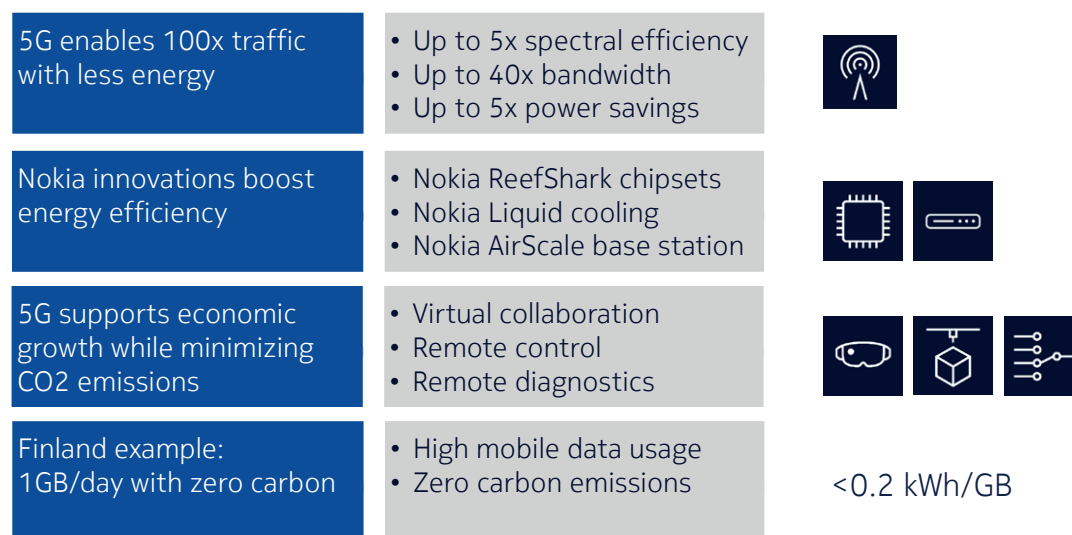 5G enables 100x traffic
with less energy
• Up to 5x spectral efficiency
• Up to 40x bandwidth
• Up to 5x power savings
Nokia innovations boost
energy efficiency
• Nokia ReefShark chipsets
• Nokia Liquid cooling
• Nokia AirScale base station
5G supports economic
growth while minimizing
CO2 emissions
• Virtual collaboration
• Remote control
• Remote diagnostics
Finland example:
1GB/day with zero carbon
• High mobile data usage
• Zero carbon emissions
<0.2 kWh/GB